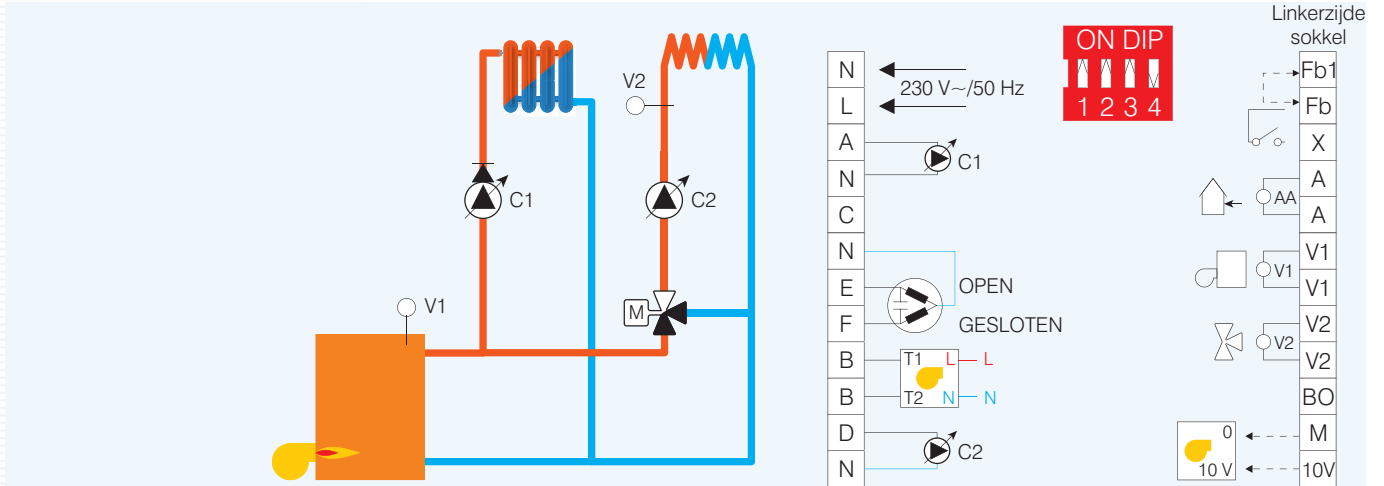 Linkerzijde
sokkel
V1
C1
V2
C2
M
N
L
A
N
C
N
E
F
B
B
D
N
230 V~/50 Hz
C1
OPEN
GESLOTEN
T1 L L
T2 N N
C2
ON DIP
1 2 3 4
AA
V1
V2
0
10 V
Fb1
Fb
X
A
A
V1
V1
V2
V2
BO
M
10V